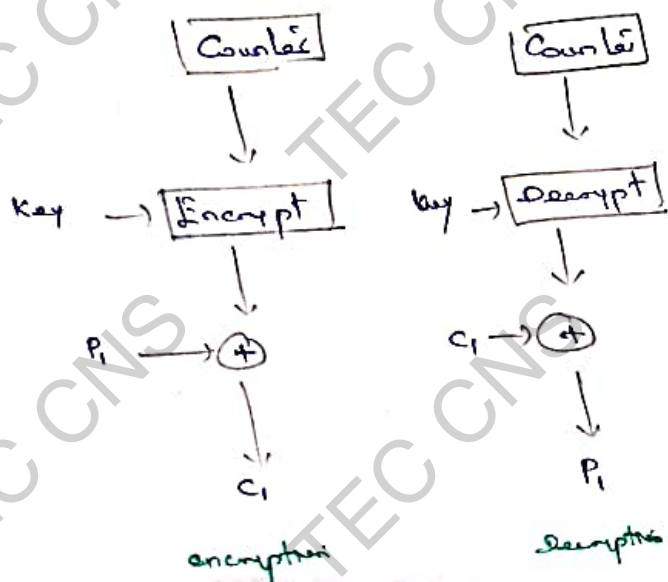 Counter
Counter
Key
Encrypt
key
Decrypt
P₁
+
C₁
+
C₁
P₁
encryption
Decryption
TEC CNS
TEC CNS
TEC CNS
TEC CNS